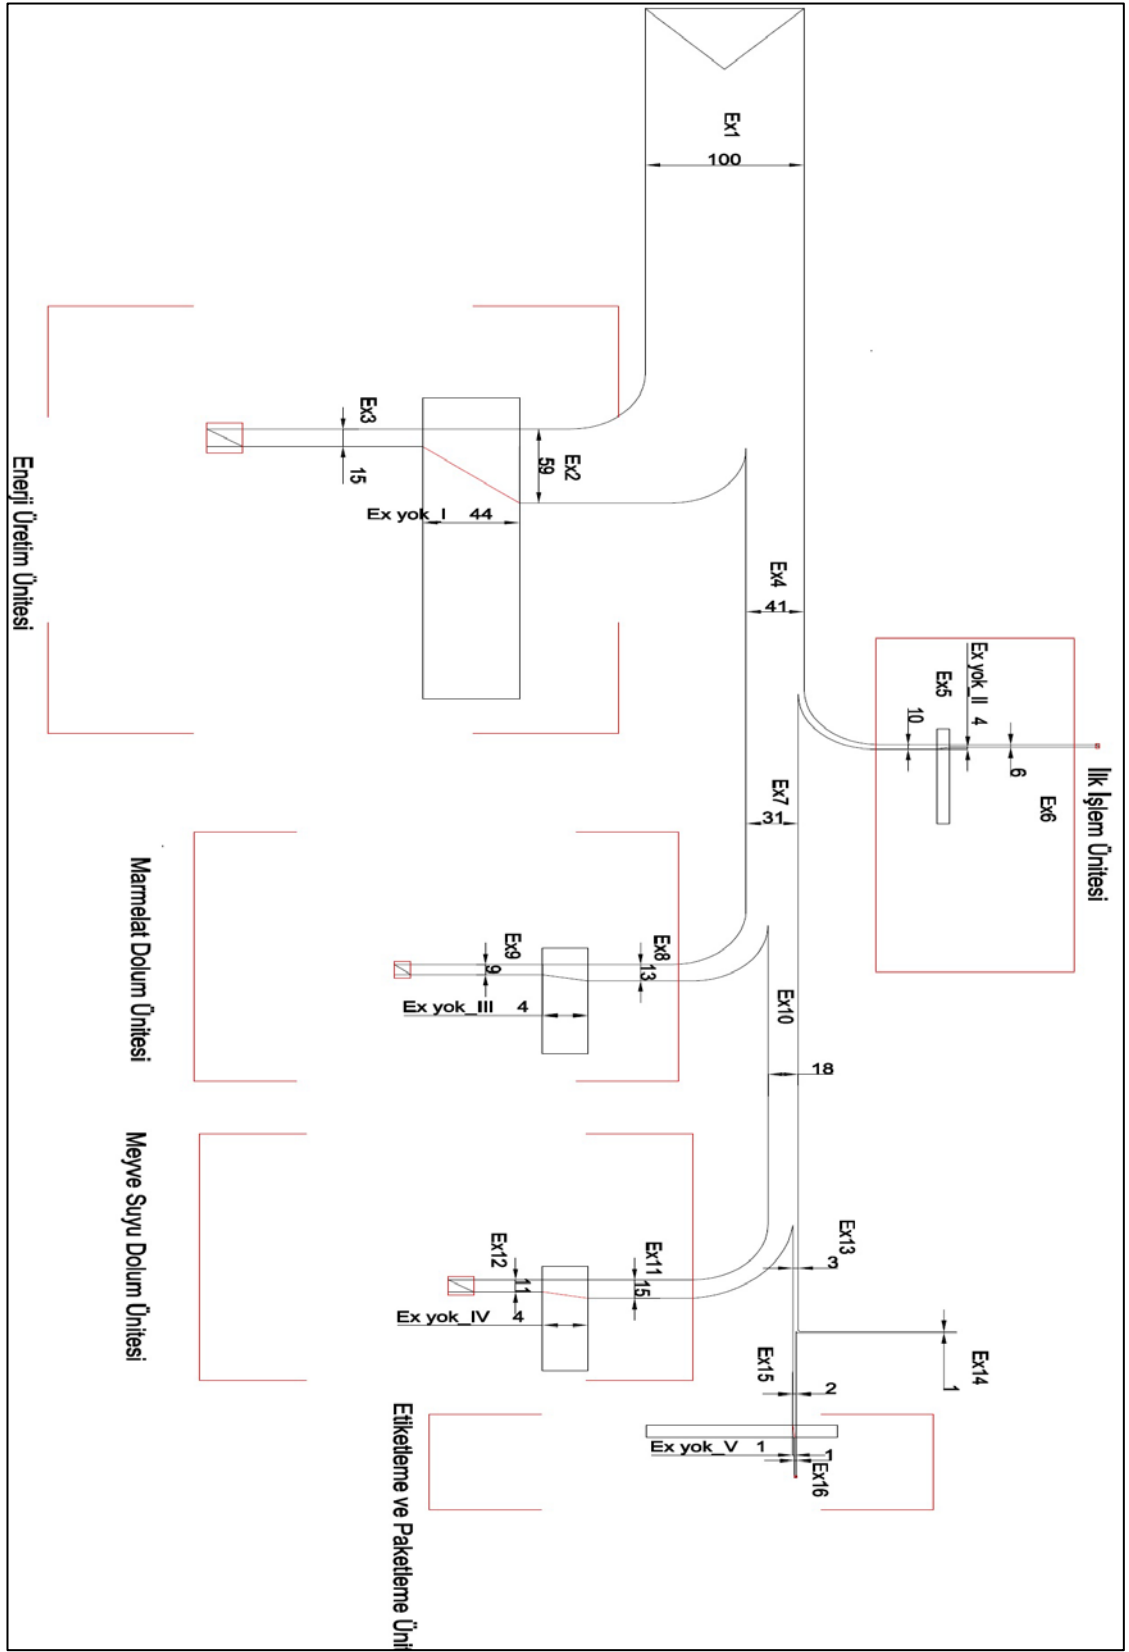 Ex1
100
Ex3
15
Ex2
59
Ex yok_I 44
Enerji Üretim Ünitesi
Ex4
41
Ex yok_II 4
Ex5
10
6
Ex6
İlk İşlem Ünitesi
Ex7
31
Marmelat Dolum Ünitesi
Ex9
9
Ex8
13
Ex yok_III 4
Ex10
18
Meyve Suyu Dolum Ünitesi
Ex12
11
Ex11
15
Ex yok_IV 4
Ex13
3
Ex14
1
Ex15
2
Ex yok_V 1
1
Ex16
Etiketleme ve Paketleme Ünit